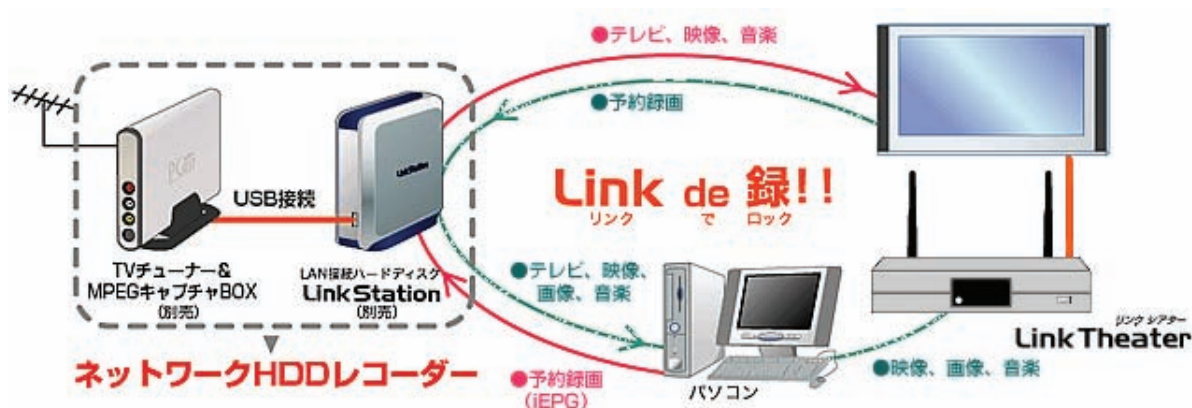 ●テレビ、映像、音楽
●予約録画
USB接続
Link de 録!!
リンク で ロック
TVチューナー&
MPEGキャプチャBOX
(別売)
LAN接続ハードディスク
LinkStation
(別売)
LinkStation
●テレビ、映像、
画像、音楽
リンク シアター
Link Theater
ネットワークHDDレコーダー
●予約録画
(iEPG)
パソコン
●映像、画像、音楽